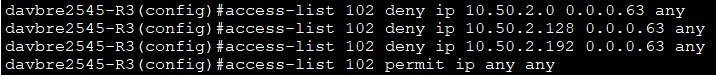 davbre2545-R3(config)#access-list 102 deny ip 10.50.2.0 0.0.0.63 any
davbre2545-R3(config)#access-list 102 deny ip 10.50.2.128 0.0.0.63 any
davbre2545-R3(config)#access-list 102 deny ip 10.50.2.192 0.0.0.63 any
davbre2545-R3(config)#access-list 102 permit ip any any